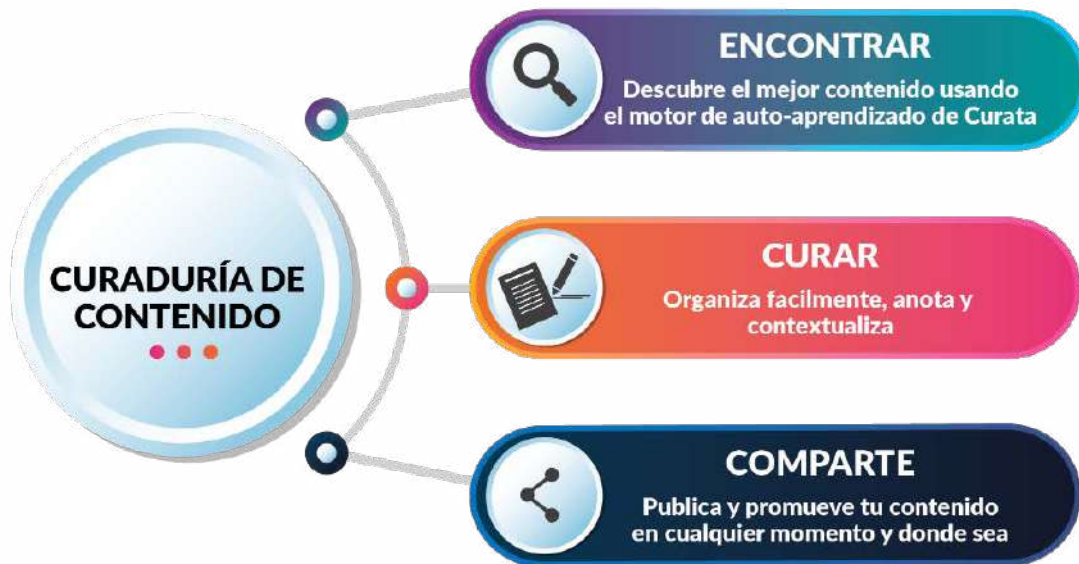 CURADURÍA DE
CONTENIDO
ENCONTRAR
Descubre el mejor contenido usando
el motor de auto-aprendizado de Curata
CURAR
Organiza facilmente, anota y
contextualiza
COMPARTE
Publica y promueve tu contenido
en cualquier momento y donde sea